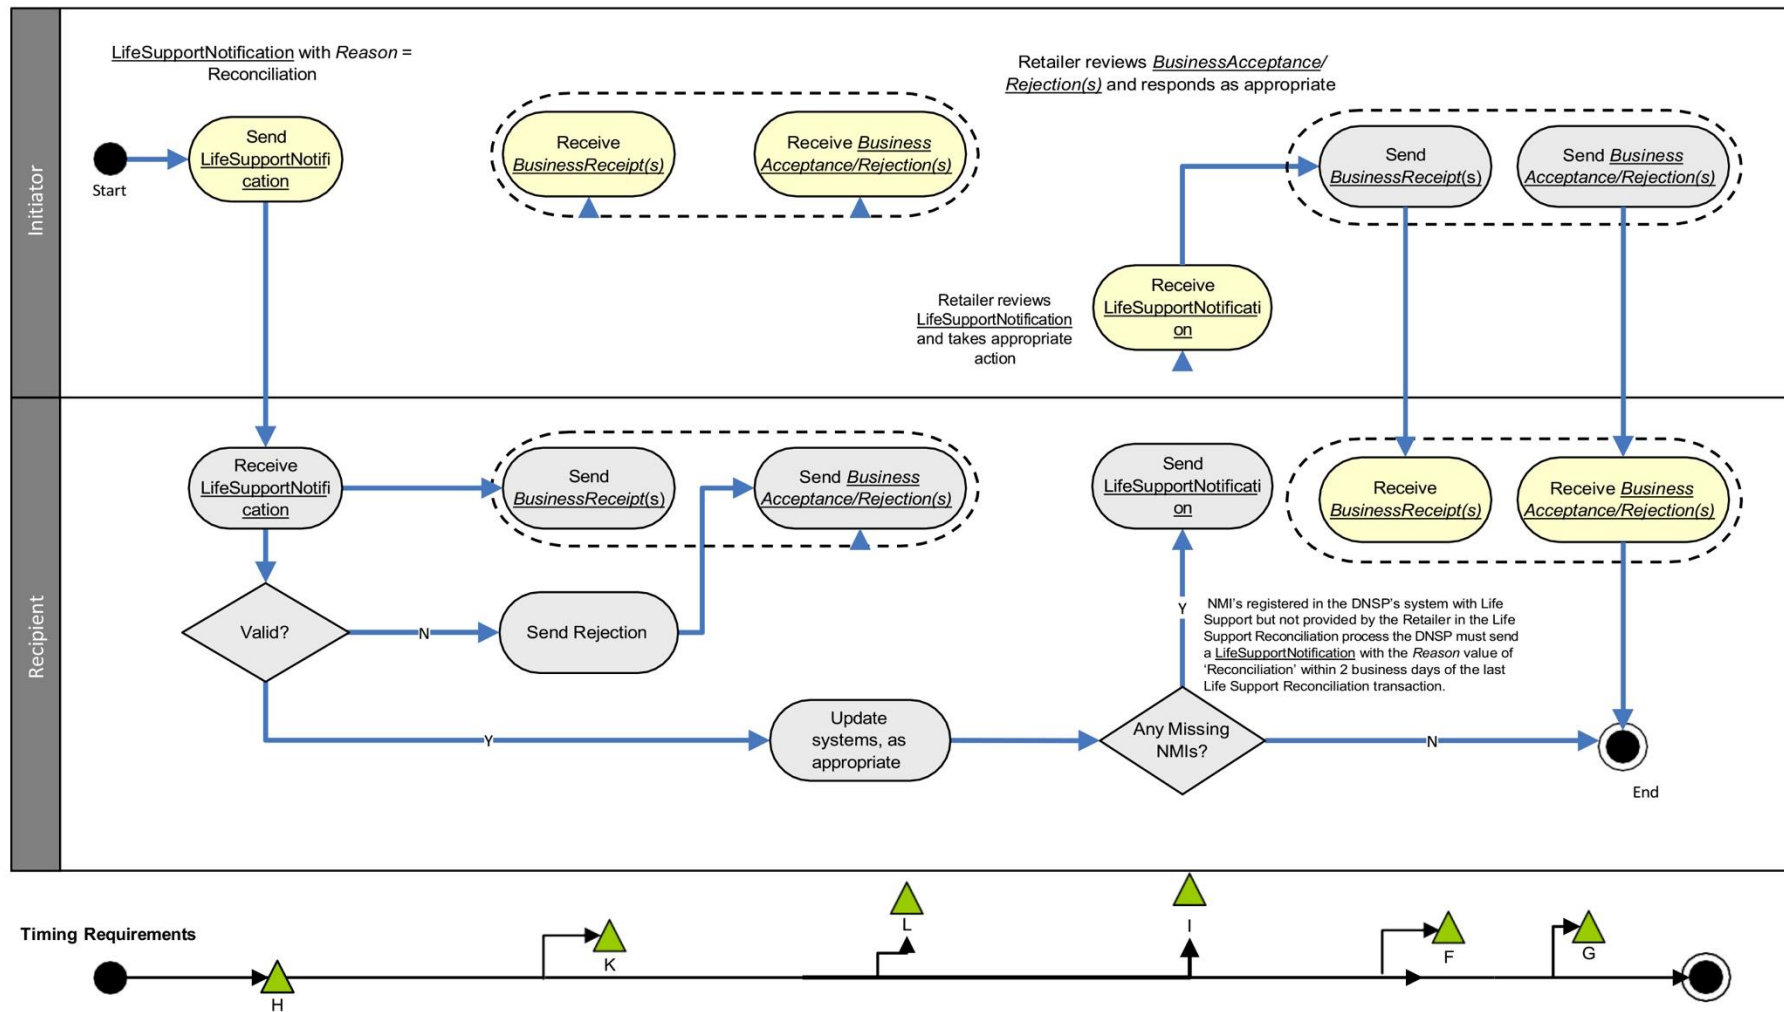 Initiator
LifeSupportNotification with Reason =
Reconciliation
Start
Send
LifeSupportNotifi
cation
Receive
BusinessReceipt(s)
Receive Business
Acceptance/Rejection(s)
Retailer reviews BusinessAcceptance/
Rejection(s) and responds as appropriate
Send
BusinessReceipt(s)
Send Business
Acceptance/Rejection(s)
Retailer reviews
LifeSupportNotification
and takes appropriate
action
Receive
LifeSupportNotificati
on
Recipient
Receive
LifeSupportNotifi
cation
Send
BusinessReceipt(s)
Send Business
Acceptance/Rejection(s)
Send
LifeSupportNotificati
on
Receive
BusinessReceipt(s)
Receive Business
Acceptance/Rejection(s)
Valid?
N
Send Rejection
Y
NMI's registered in the DNSP's system with Life
Support but not provided by the Retailer in the Life
Support Reconciliation process the DNSP must send
a LifeSupportNotification with the Reason value of
‘Reconciliation’ within 2 business days of the last
Life Support Reconciliation transaction.
Y
Update
systems, as
appropriate
Any Missing
NMIs?
N
End
Timing Requirements
H
K
L
I
F
G